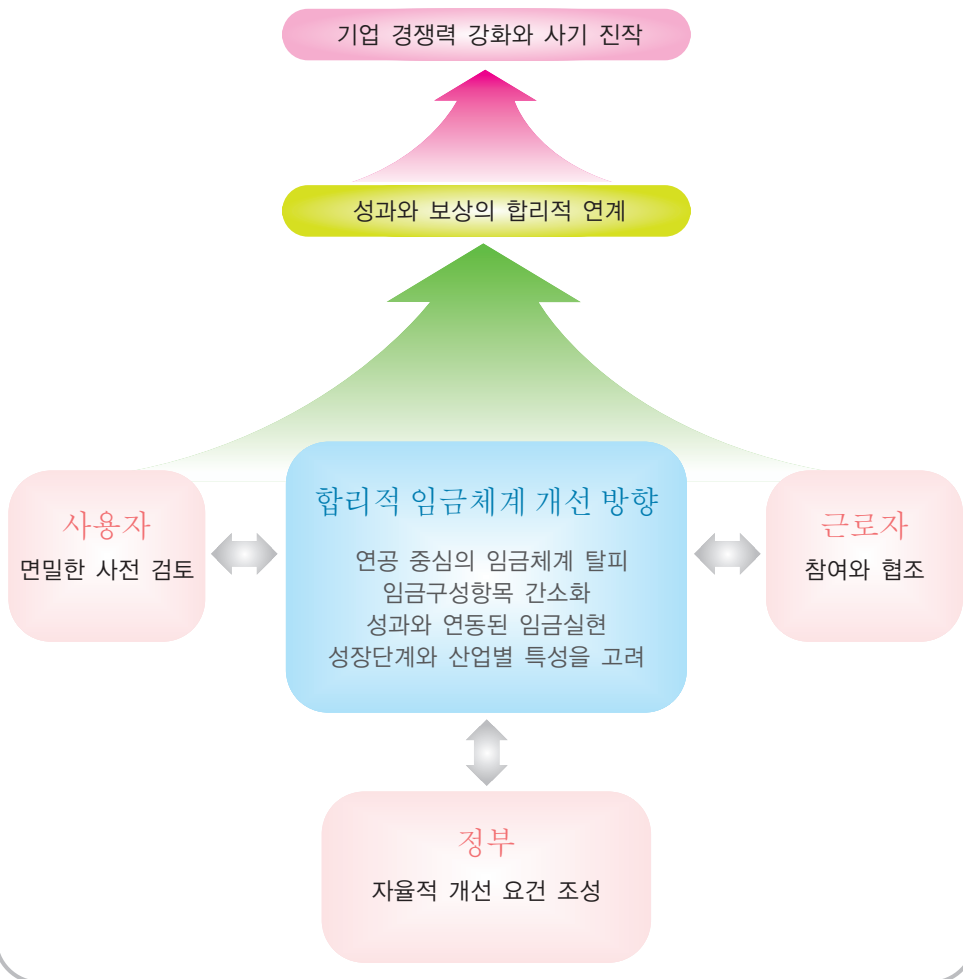 기업 경쟁력 강화와 사기 진작
성과와 보상의 합리적 연계
합리적 임금체계 개선 방향
연공 중심의 임금체계 탈피
임금구성항목 간소화
성과와 연동된 임금실현
성장단계와 산업별 특성을 고려
사용자
면밀한 사전 검토
근로자
참여와 협조
정부
자율적 개선 요건 조성